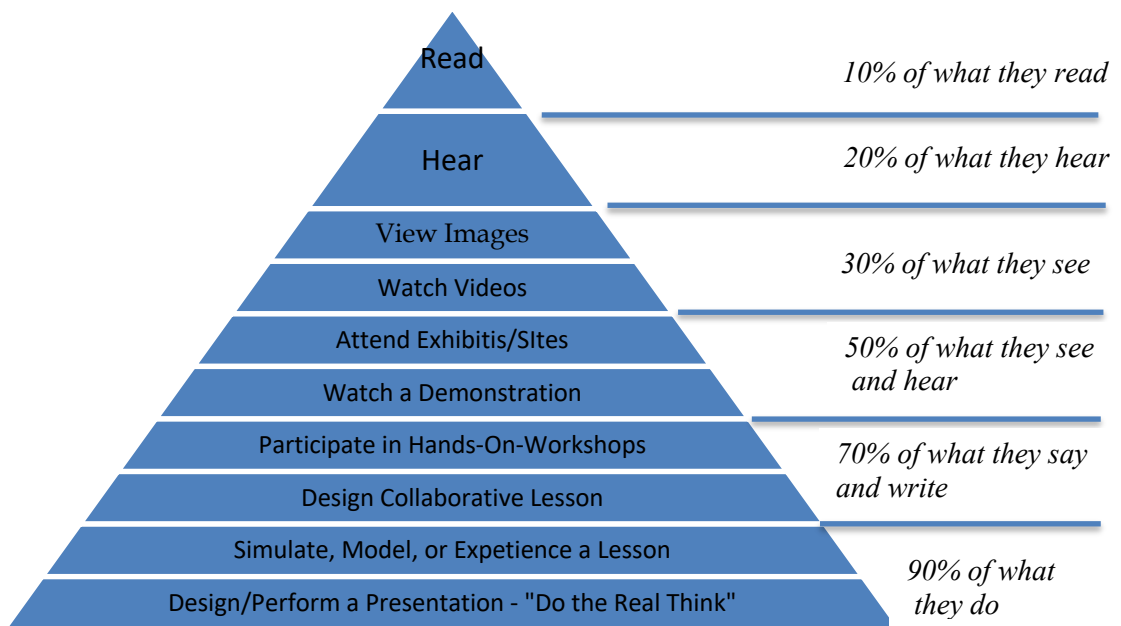 Read
10% of what they read
Hear
20% of what they hear
View Images
Watch Videos
30% of what they see
Attend Exhibitis/SItes
Watch a Demonstration
50% of what they see
and hear
Participate in Hands-On-Workshops
Design Collaborative Lesson
70% of what they say
and write
Simulate, Model, or Expetience a Lesson
Design/Perform a Presentation - "Do the Real Think"
90% of what
they do